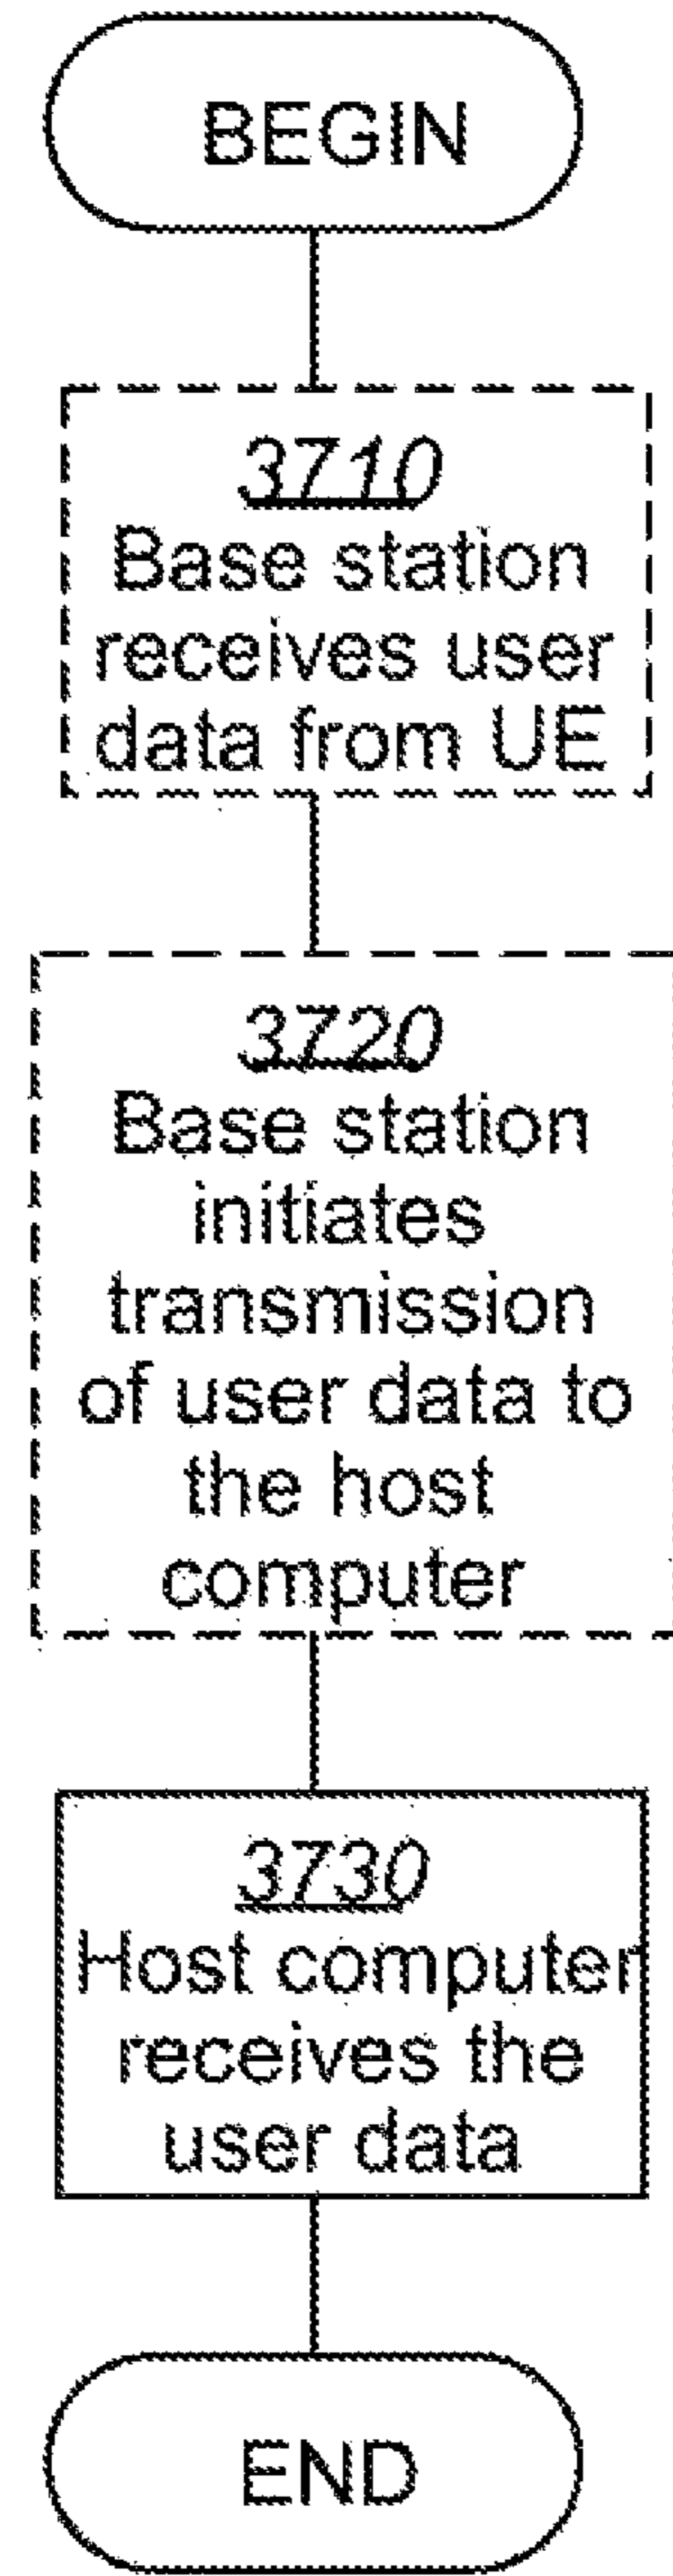 BEGIN
3710
Base station
receives user
data from UE
3720
Base station
initiates
transmission
of user data to
the host
computer
3730
Host computer
receives the
user data
END